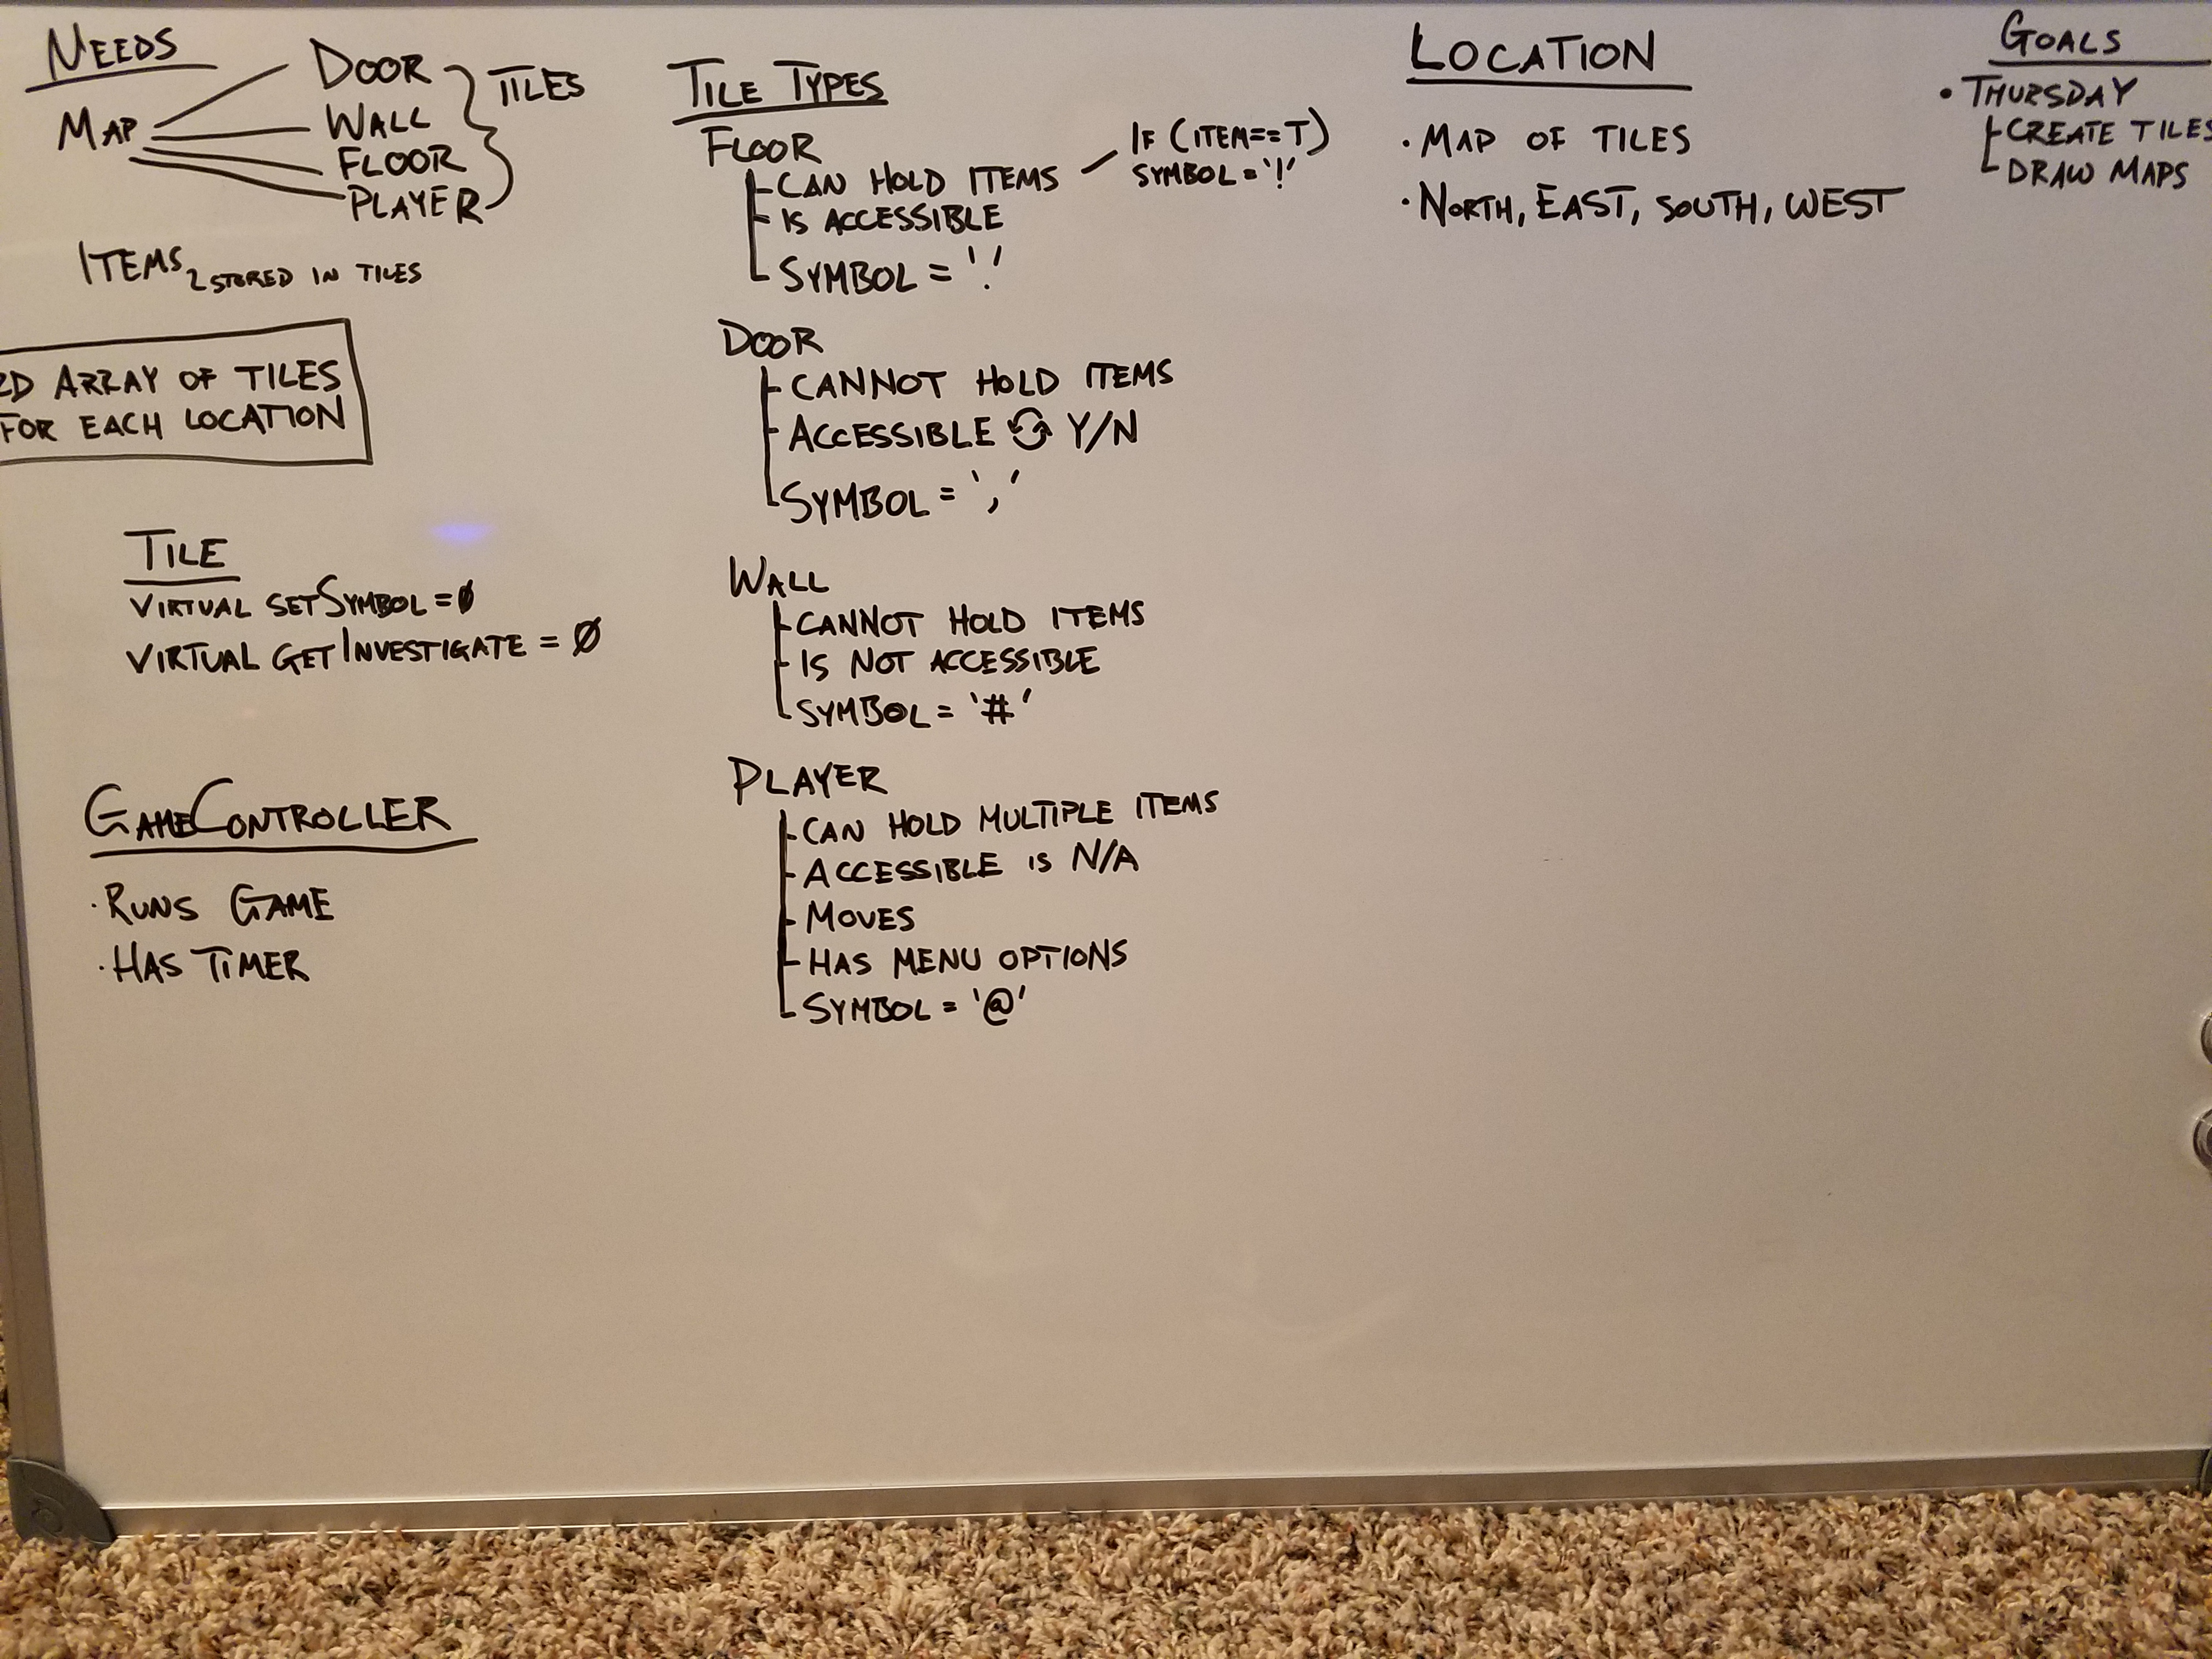 NEEDS
MAP
DOOR
WALL
FLOOR
PLAYER
TILES
ITEMS
STORED IN TILES
2D ARRAY OF TILES
FOR EACH LOCATION
TILE
VIRTUAL SETSYMBOL = 0
VIRTUAL GETINVESTIGATE = 0
GAMECONTROLLER
· RUNS GAME
· HAS TIMER
TILE TYPES
FLOOR
CAN HOLD ITEMS
IF (ITEM==T)
SYMBOL = '!'
IS ACCESSIBLE
SYMBOL = '.'
DOOR
CANNOT HOLD ITEMS
ACCESSIBLE Y/N
SYMBOL = ','
WALL
CANNOT HOLD ITEMS
IS NOT ACCESSIBLE
SYMBOL = '#'
PLAYER
CAN HOLD MULTIPLE ITEMS
ACCESSIBLE IS N/A
MOVES
HAS MENU OPTIONS
SYMBOL = '@'
LOCATION
· MAP OF TILES
· NORTH, EAST, SOUTH, WEST
GOALS
• THURSDAY
CREATE TILES
DRAW MAPS